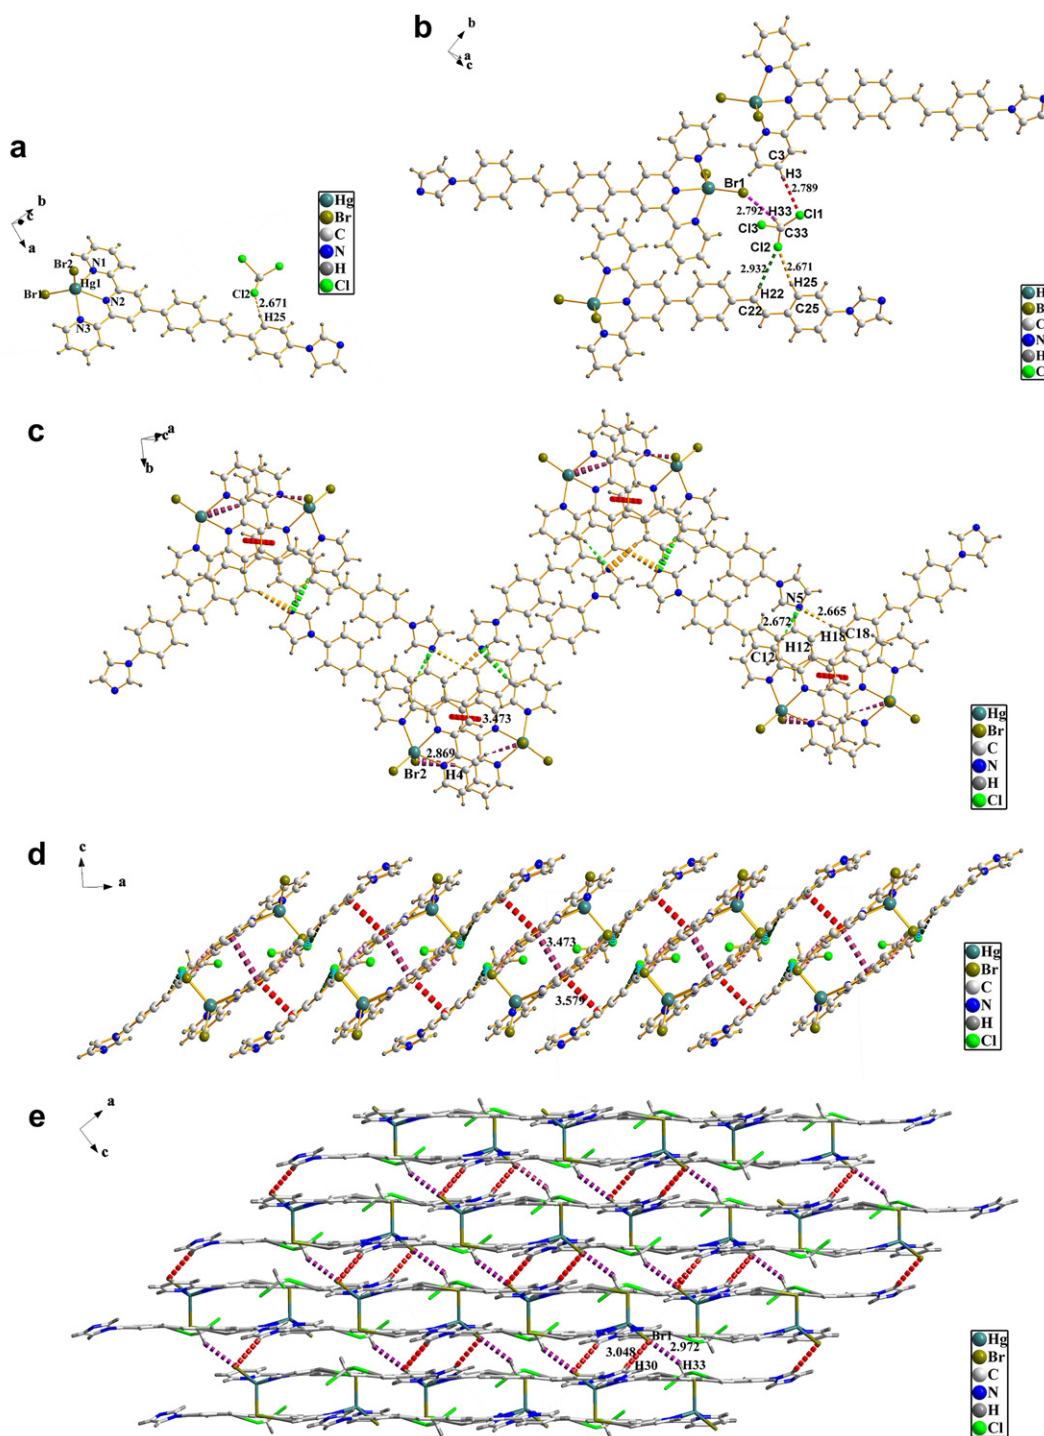 a
b
c
a
Hg
Br
C
N
H
Cl
Br2
N1
Hg1
Br1
N2
N3
Cl2
2.671
H25
b
b
a
c
C3
H3
2.789
Br1
H33
Cl1
2.792
Cl3
C33
Cl2
2.932
2.671
H22
H25
C22
C25
H
B
C
N
H
C
c
a
c
b
N5
2.672
2.665
H18
C18
C12
H12
3.473
2.869
Br2
H4
Hg
Br
C
N
H
Cl
d
c
a
3.473
3.579
Hg
Br
C
N
H
Cl
e
a
c
Br1
3.048
2.972
H30
H33
Hg
Br
C
N
H
Cl